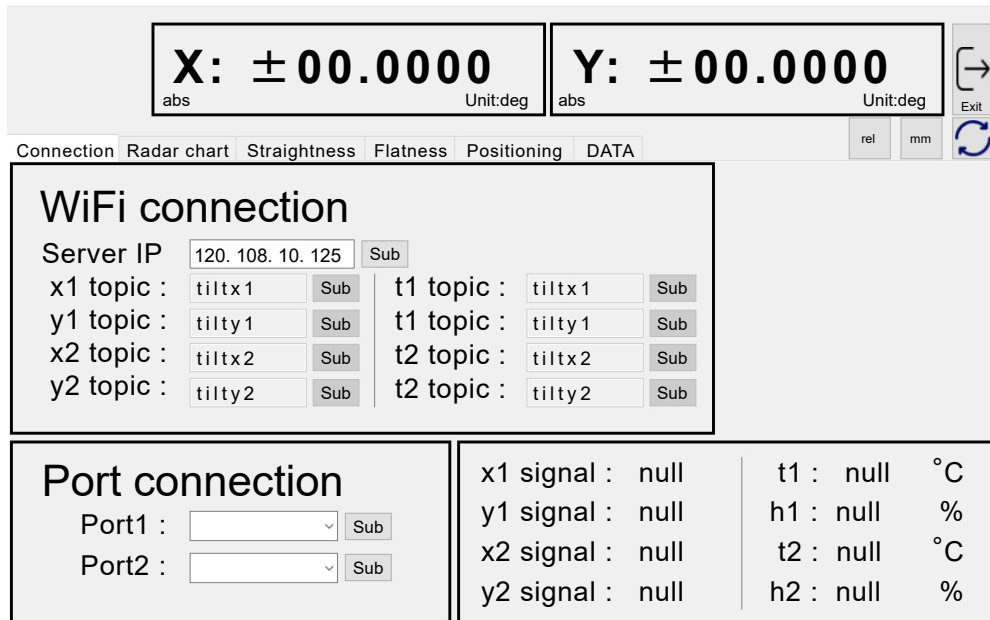 X: ±00.0000
abs
Unit:deg
Y: ±00.0000
abs
Unit:deg
Exit
Connection Radar chart Straightness Flatness Positioning DATA
rel
mm
WiFi connection
Server IP 120. 108. 10. 125 Sub
x1 topic : tiltx1 Sub t1 topic : tiltx1 Sub
y1 topic : tilty1 Sub t1 topic : tilty1 Sub
x2 topic : tiltx2 Sub t2 topic : tiltx2 Sub
y2 topic : tilty2 Sub t2 topic : tilty2 Sub
Port connection
Port1 : Sub
Port2 : Sub
x1 signal : null t1 : null °C
y1 signal : null h1 : null %
x2 signal : null t2 : null °C
y2 signal : null h2 : null %